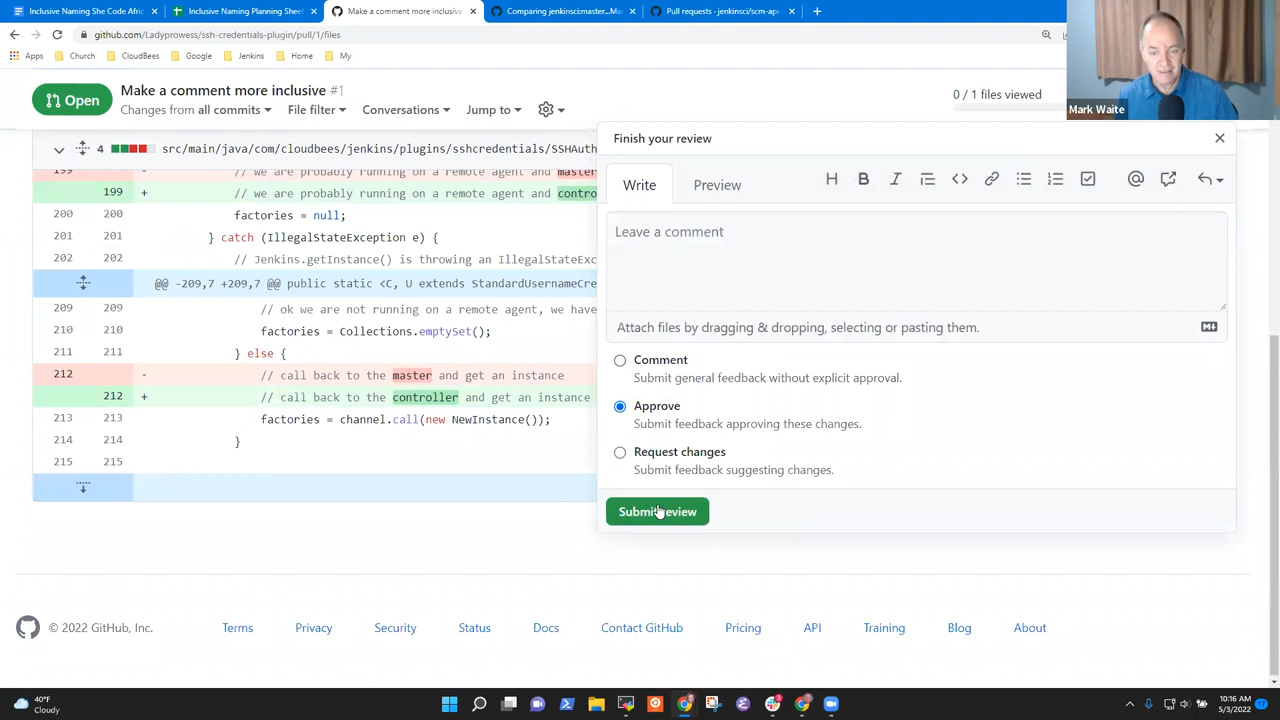 Inclusive Naming She Code Afri
Inclusive Naming Planning Sheet
Make a comment more inclusive
Comparing jenkinsci:master...Ma
Pull requests · jenkinsci/scm-api
github.com/Ladyprowess/ssh-credentials-plugin/pull/1/files
Apps Church CloudBees Google Jenkins Home My
Mark Waite
Open
Make a comment more inclusive #1
Changes from all commits File filter Conversations Jump to
0 / 1 files viewed
4 src/main/java/com/cloudbees/jenkins/plugins/sshcredentials/SSHAuth
199 - // we are probably running on a remote agent and master
199 + // we are probably running on a remote agent and contro
200 200 factories = null;
201 201 } catch (IllegalStateException e) {
202 202 // Jenkins.getInstance() is throwing an IllegalStateExc
@@ -209,7 +209,7 @@ public static <C, U extends StandardUsernameCre
209 209 // ok we are not running on a remote agent, we have
210 210 factories = Collections.emptySet();
211 211 } else {
212 - // call back to the master and get an instance
212 + // call back to the controller and get an instance
213 213 factories = channel.call(new NewInstance());
214 214 }
215 215
Finish your review
Write Preview
Leave a comment
Attach files by dragging & dropping, selecting or pasting them.
Comment
Submit general feedback without explicit approval.
Approve
Submit feedback approving these changes.
Request changes
Submit feedback suggesting changes.
Submit review
© 2022 GitHub, Inc. Terms Privacy Security Status Docs Contact GitHub Pricing API Training Blog About
40°F
Cloudy
10:16 AM
5/3/2022